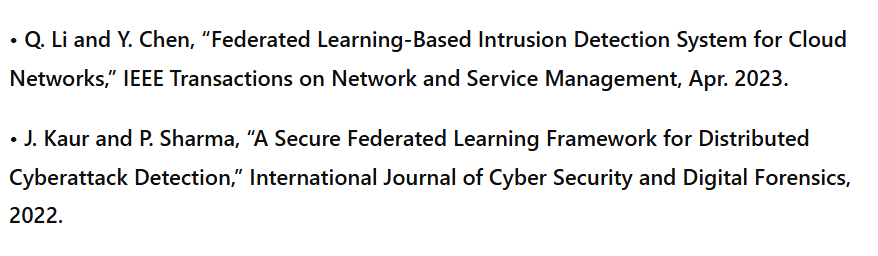 • Q. Li and Y. Chen, “Federated Learning-Based Intrusion Detection System for Cloud
Networks,” IEEE Transactions on Network and Service Management, Apr. 2023.
• J. Kaur and P. Sharma, “A Secure Federated Learning Framework for Distributed
Cyberattack Detection,” International Journal of Cyber Security and Digital Forensics,
2022.